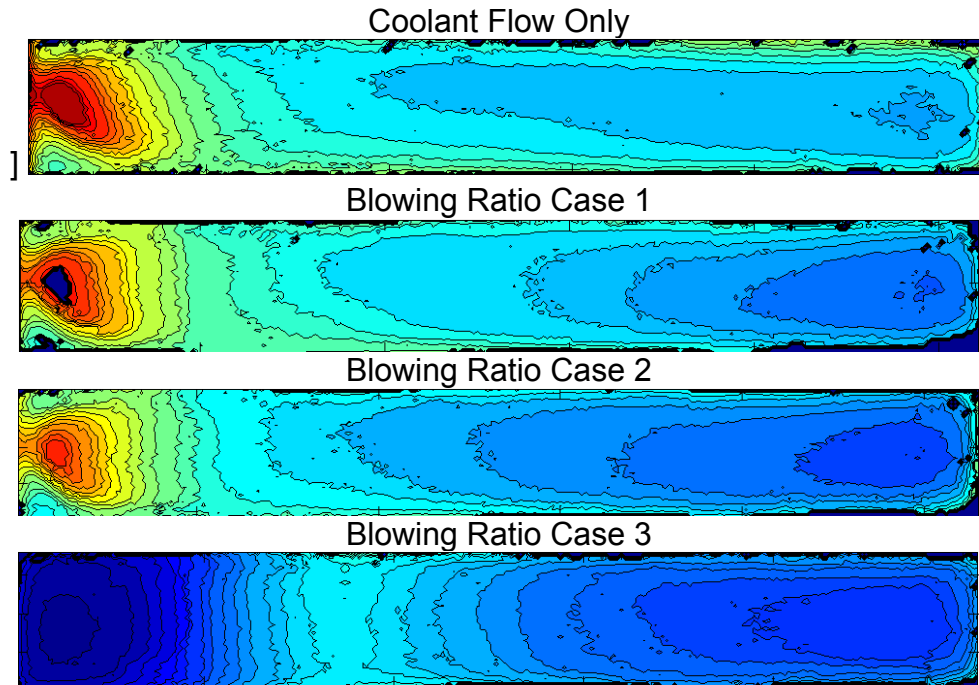 Coolant Flow Only
]
Blowing Ratio Case 1
Blowing Ratio Case 2
Blowing Ratio Case 3